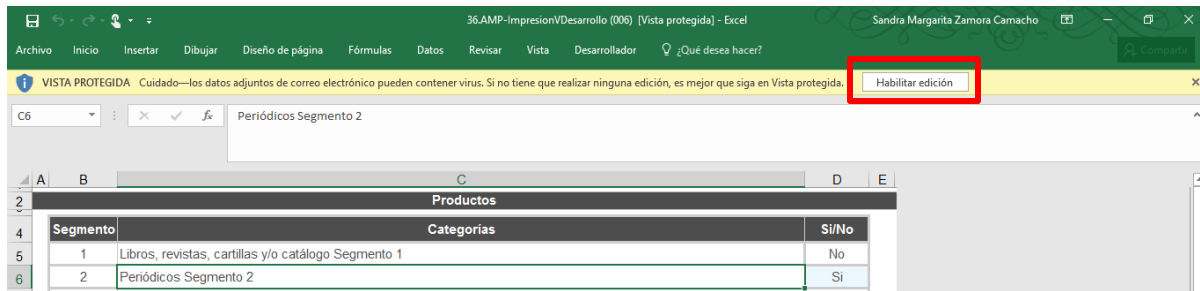 36.AMP-ImpresionVDesarrollo (006) [Vista protegida] - Excel Sandra Margarita Zamora Camacho
Archivo Inicio Insertar Dibujar Diseño de página Fórmulas Datos Revisar Vista Desarrollador ¿Qué desea hacer? Compartir
VISTA PROTEGIDA Cuidado—los datos adjuntos de correo electrónico pueden contener virus. Si no tiene que realizar ninguna edición, es mejor que siga en Vista protegida. Habilitar edición
C6 fx Periódicos Segmento 2
A B C D E
2 Productos
4 Segmento Categorías Si/No
5 1 Libros, revistas, cartillas y/o catálogo Segmento 1 No
6 2 Periódicos Segmento 2 Si